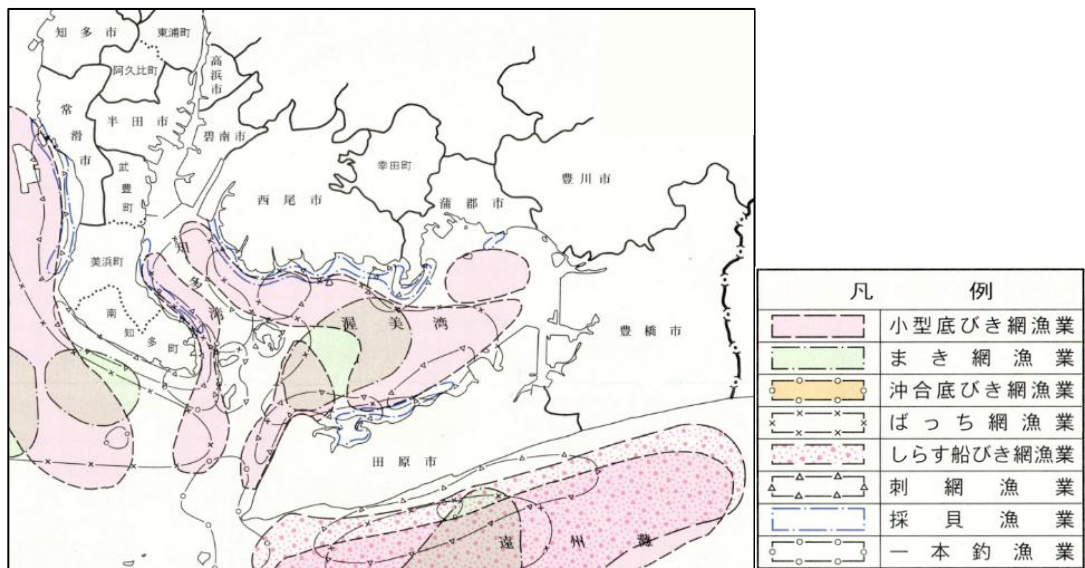 知多市
東浦町
阿久比町
高浜市
常滑市
半田市
碧南市
武豊町
西尾市
幸田町
蒲郡市
豊川市
美浜町
知多湾
南知多町
渥美湾
豊橋市
田原市
遠州灘
凡例
小型底びき網漁業
まき網漁業
沖合底びき網漁業
ばっち網漁業
しらす船びき網漁業
刺網漁業
採貝漁業
一本釣漁業